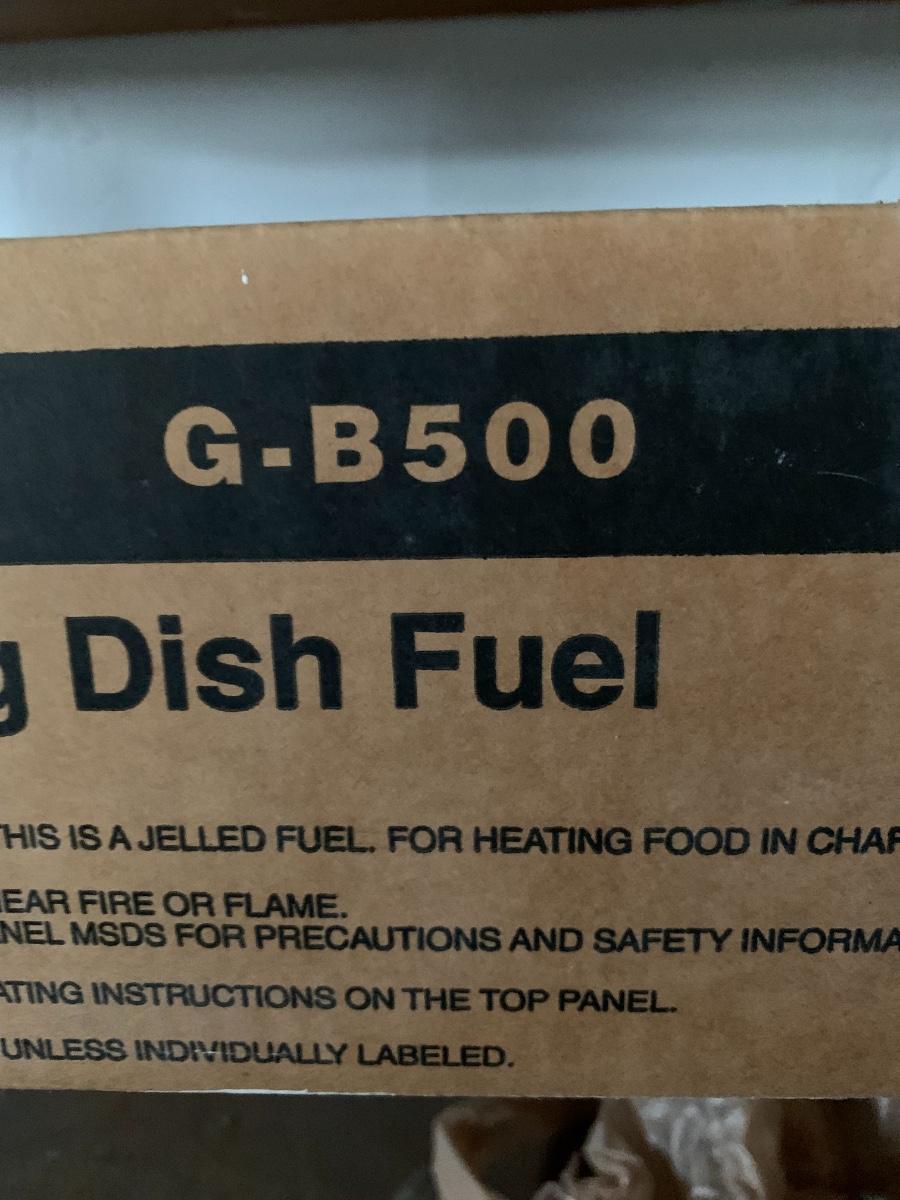 G-B500
g Dish Fuel
THIS IS A JELLED FUEL. FOR HEATING FOOD IN CHAF
EAR FIRE OR FLAME.
NEL MSDS FOR PRECAUTIONS AND SAFETY INFORMA
ATING INSTRUCTIONS ON THE TOP PANEL.
UNLESS INDIVIDUALLY LABELED.